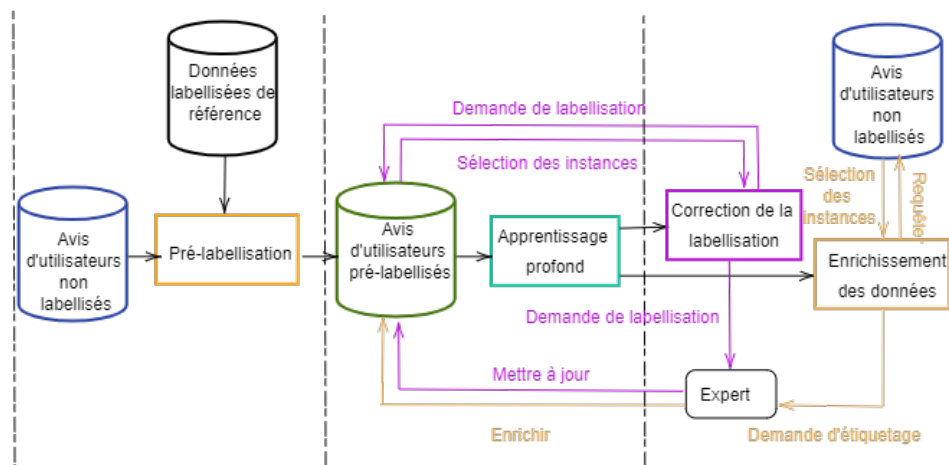 Données
labellisées de
référence
Avis
d'utilisateurs
non
labellisés
Pré-labellisation
Avis
d'utilisateurs
pré-labellisés
Demande de labellisation
Sélection des instances
Apprentissage
profond
Correction de la
labellisation
Avis
d'utilisateurs
non
labellisés
Sélection
des
instances
Requête
Enrichissement
des données
Demande de labellisation
Mettre à jour
Expert
Enrichir
Demande d'étiquetage